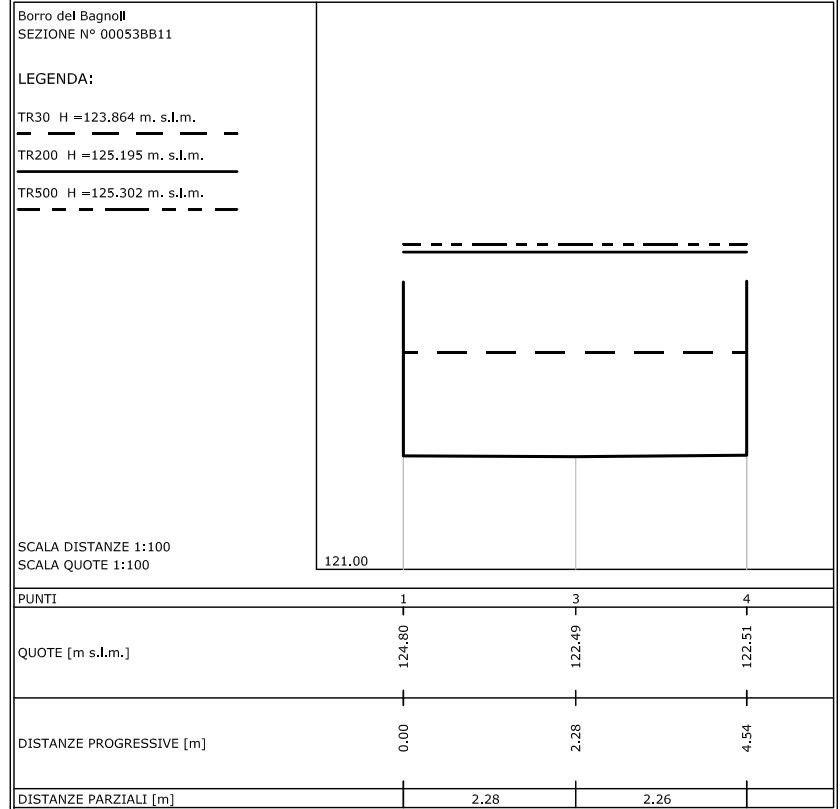 Borro del Bagnoll
SEZIONE N° 00053BB11
LEGENDA:
TR30 H =123.864 m. s.l.m.
TR200 H =125.195 m. s.l.m.
TR500 H =125.302 m. s.l.m.
SCALA DISTANZE 1:100
SCALA QUOTE 1:100
121.00
PUNTI 1 3 4
QUOTE [m s.l.m.] 124.80 122.49 122.51
DISTANZE PROGRESSIVE [m] 0.00 2.28 4.54
DISTANZE PARZIALI [m] 2.28 2.26